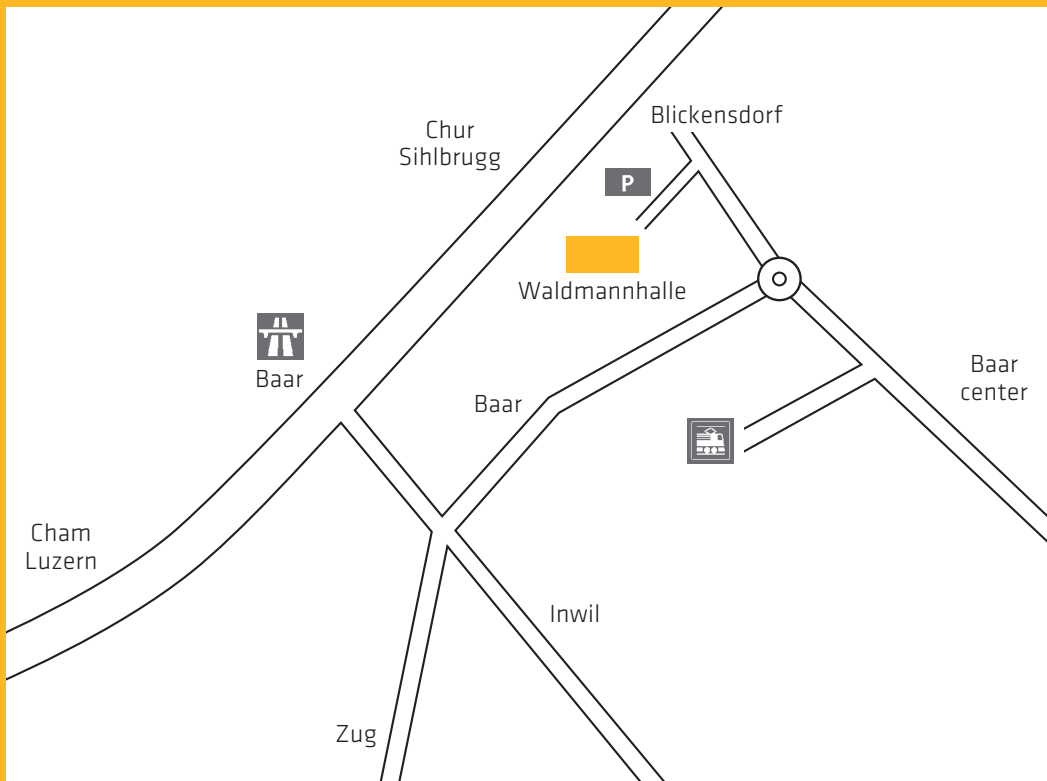 Blickensdorf
Chur
Sihlbrugg
P
Waldmannhalle
Baar
Baar
Baar
center
Cham
Luzern
Inwil
Zug